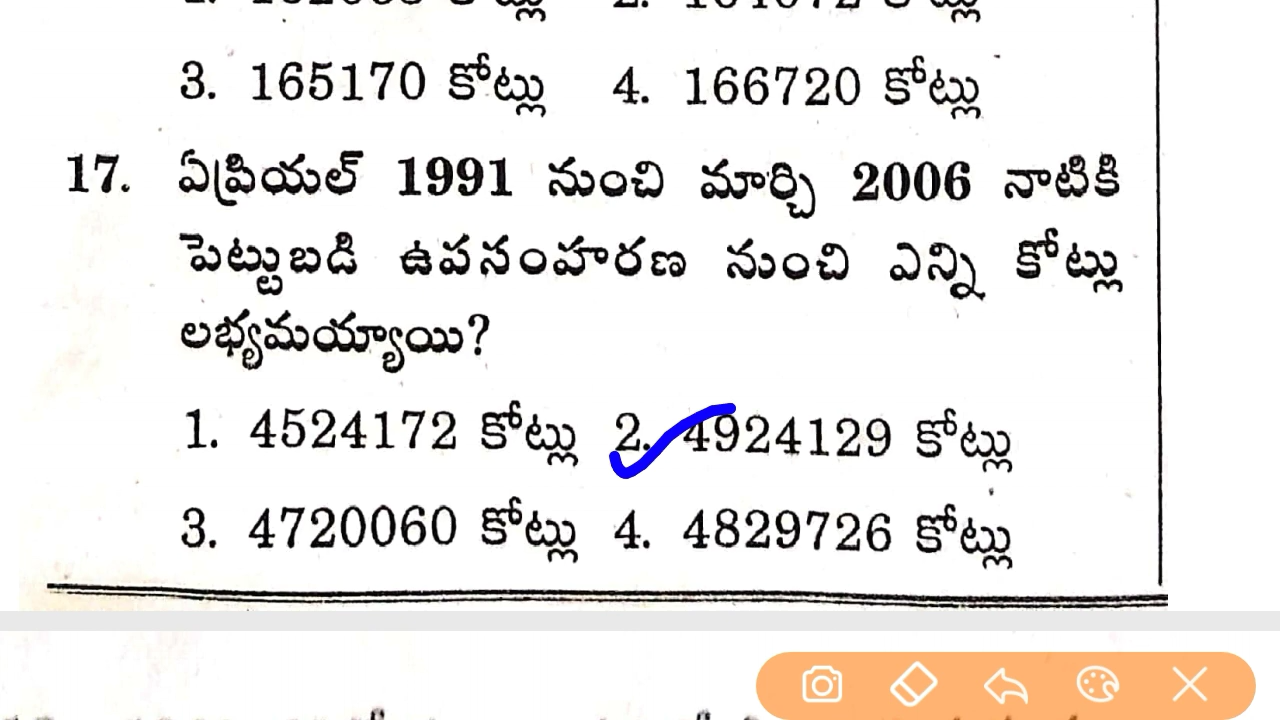 3. 165170 కోట్లు 4. 166720 కోట్లు
17. ఏప్రియల్ 1991 నుంచి మార్చి 2006 నాటికి
పెట్టుబడి ఉపసంహరణ నుంచి ఎన్ని కోట్లు
లభ్యమయ్యాయి?
1. 4524172 కోట్లు 2. 4924129 కోట్లు
3. 4720060 కోట్లు 4. 4829726 కోట్లు